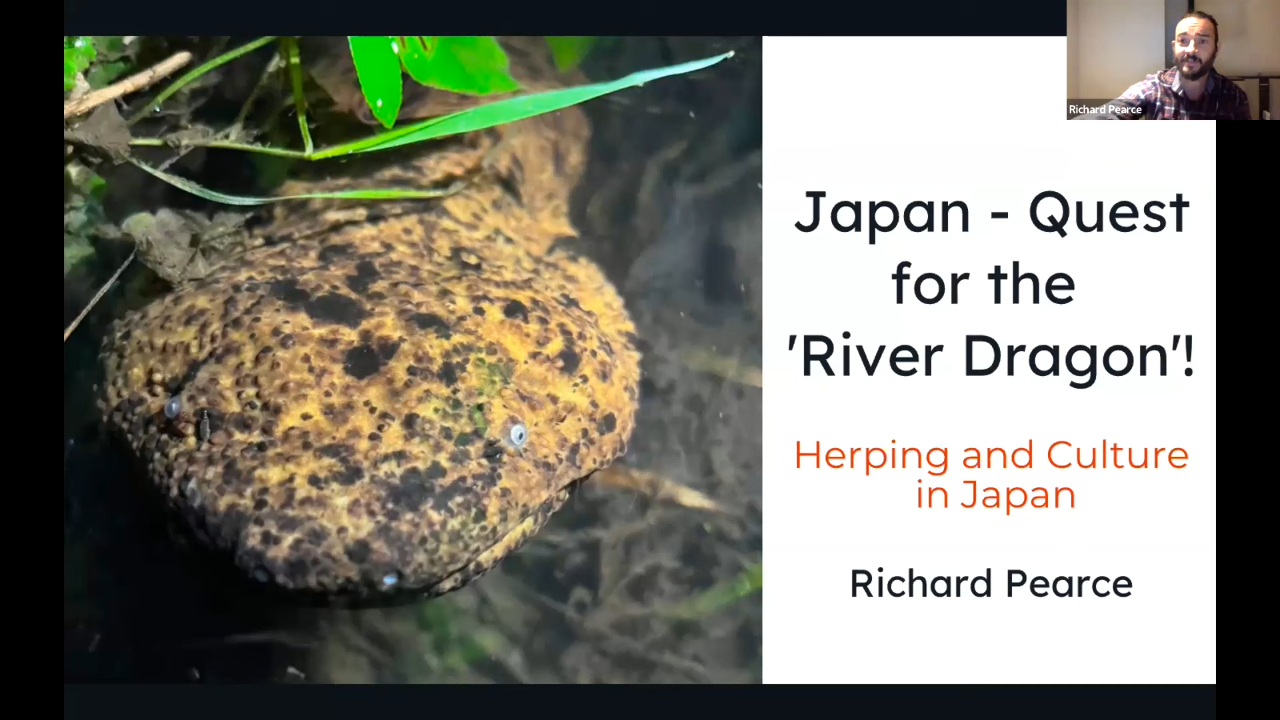 Richard Pearce
Japan - Quest
for the
'River Dragon'!
Herping and Culture
in Japan
Richard Pearce